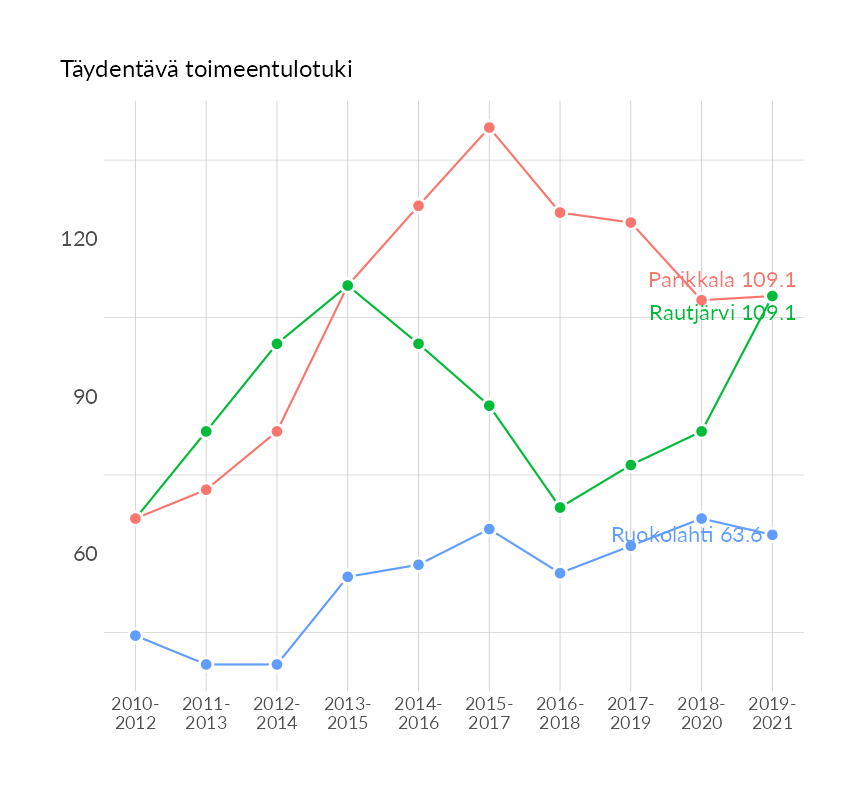 Täydentävä toimeentulotuki
120
90
60
Parikkala 109.1
Rautjärvi 109.1
Ruokolahti 63.6
2010- 2011- 2012- 2013- 2014- 2015- 2016- 2017- 2018- 2019-
2012 2013 2014 2015 2016 2017 2018 2019 2020 2021